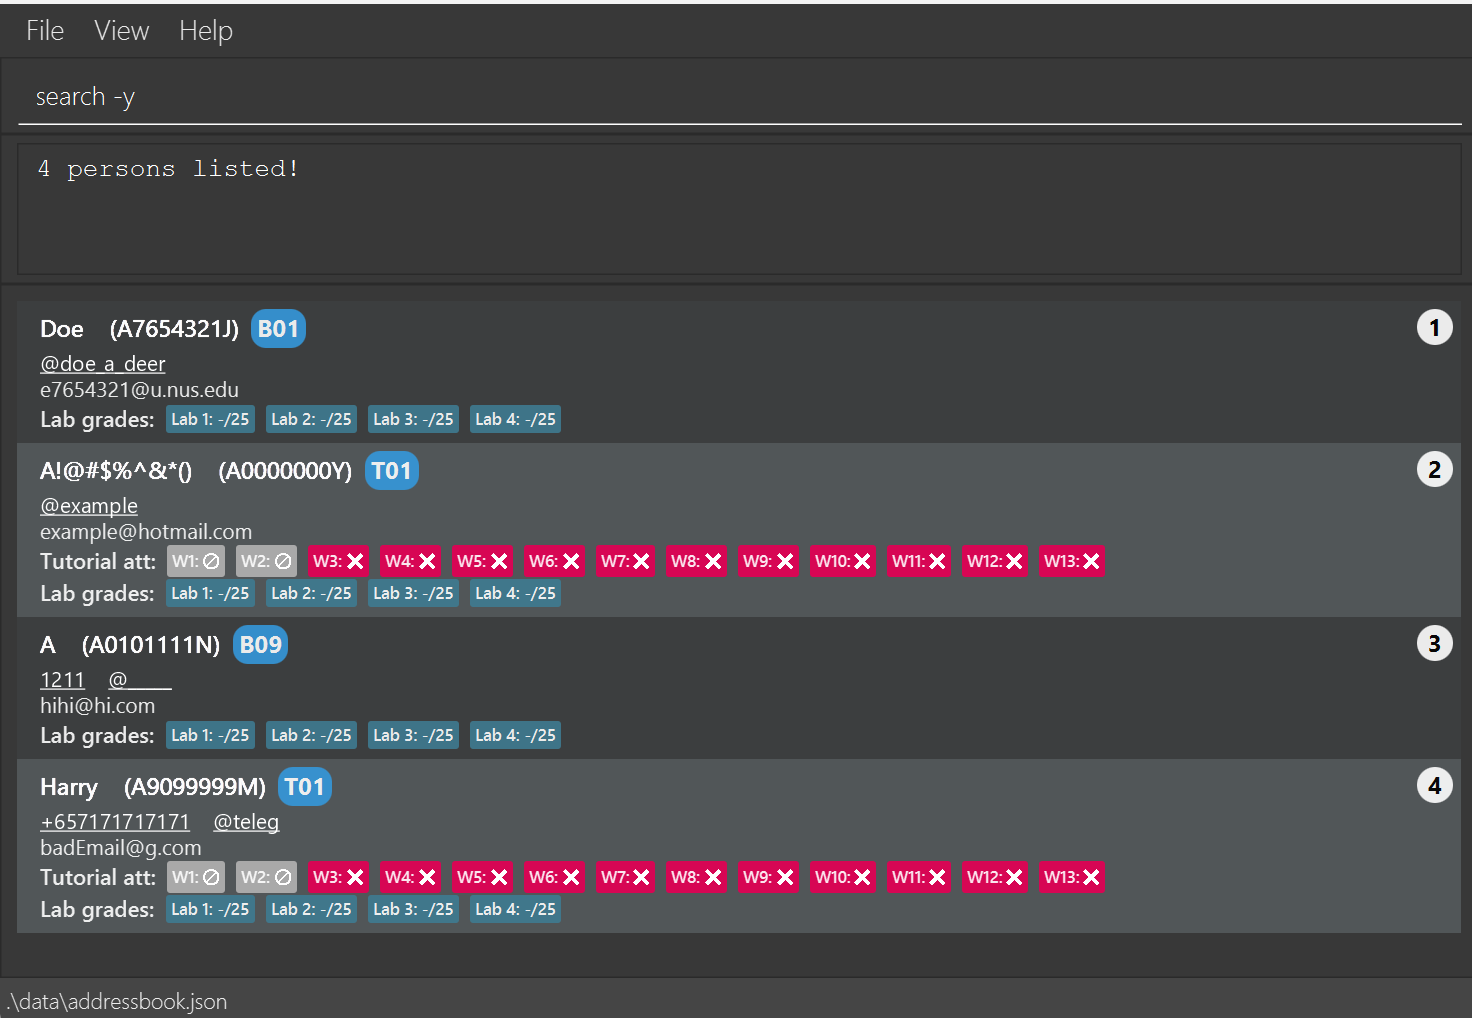 File View Help
search -y
4 persons listed!
Doe (A7654321J) B01 1
@doe_a_deer
e7654321@u.nus.edu
Lab grades: Lab 1: -/25 Lab 2: -/25 Lab 3: -/25 Lab 4: -/25
A!@#$%^&*() (A0000000Y) T01 2
@example
example@hotmail.com
Tutorial att: W1: W2: W3: W4: W5: W6: W7: W8: W9: W10: W11: W12: W13:
Lab grades: Lab 1: -/25 Lab 2: -/25 Lab 3: -/25 Lab 4: -/25
A (A0101111N) B09 3
1211 @_____
hihi@hi.com
Lab grades: Lab 1: -/25 Lab 2: -/25 Lab 3: -/25 Lab 4: -/25
Harry (A9099999M) T01 4
+657171717171 @teleg
badEmail@g.com
Tutorial att: W1: W2: W3: W4: W5: W6: W7: W8: W9: W10: W11: W12: W13:
Lab grades: Lab 1: -/25 Lab 2: -/25 Lab 3: -/25 Lab 4: -/25
.\data\addressbook.json